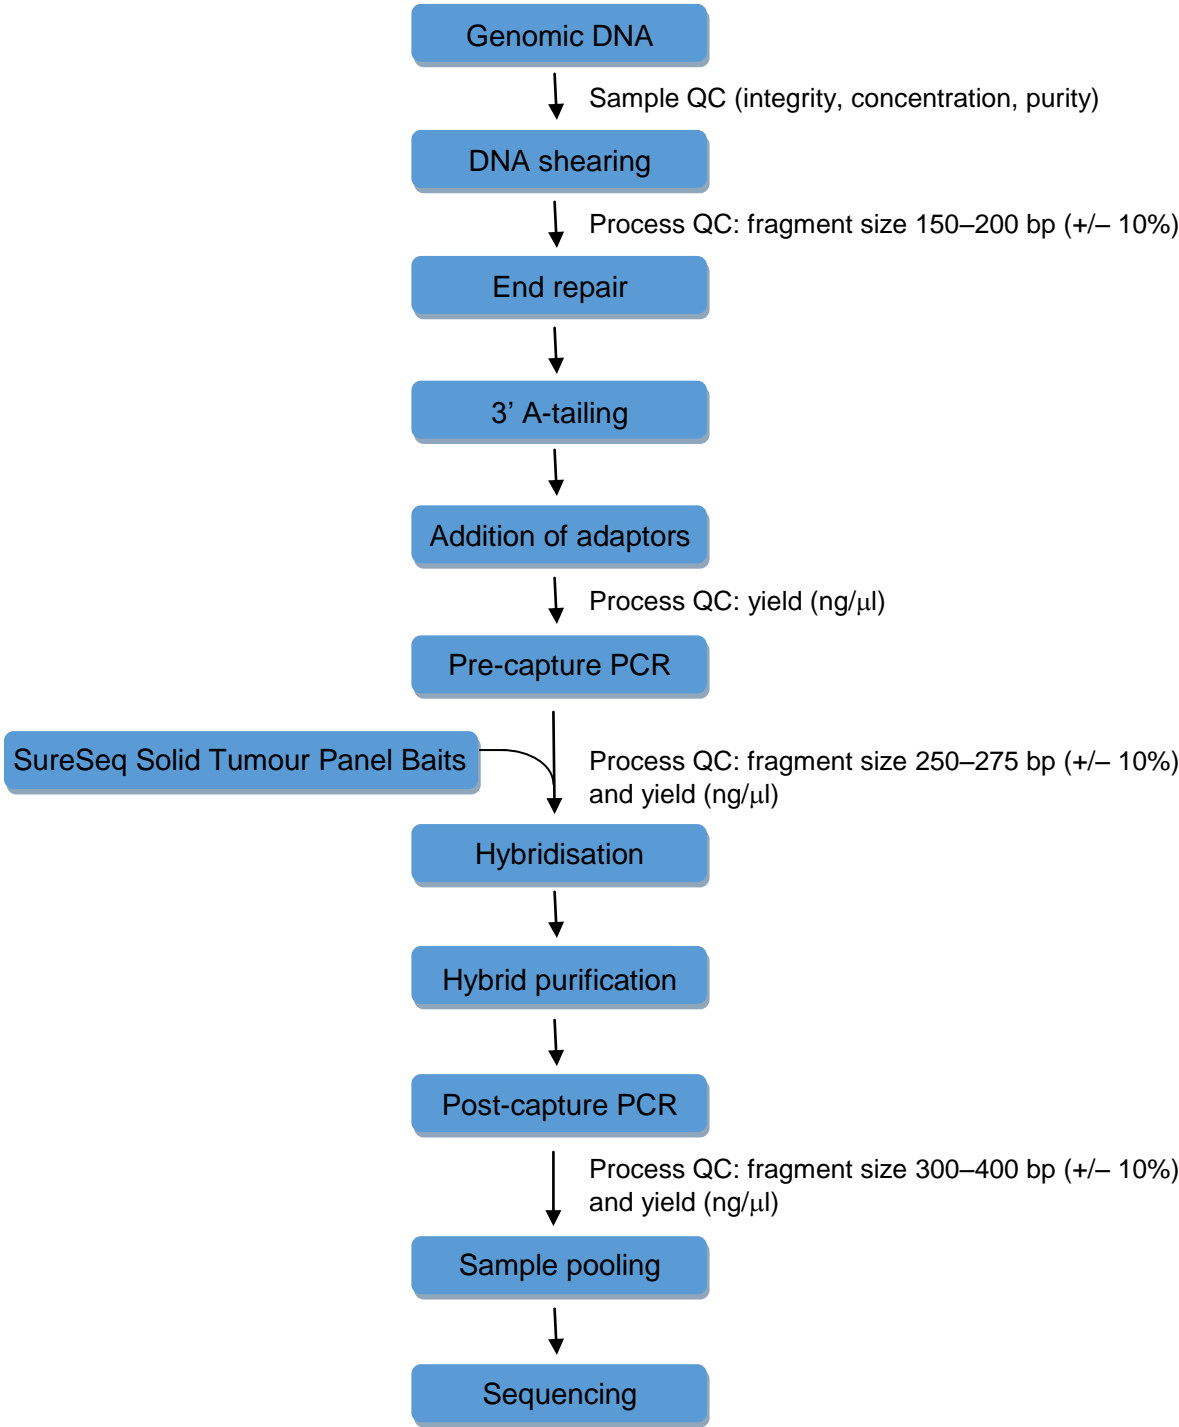 Genomic DNA
Sample QC (integrity, concentration, purity)
DNA shearing
Process QC: fragment size 150–200 bp (+/– 10%)
End repair
3’ A-tailing
Addition of adaptors
Process QC: yield (ng/μl)
Pre-capture PCR
SureSeq Solid Tumour Panel Baits
Process QC: fragment size 250–275 bp (+/– 10%)
and yield (ng/μl)
Hybridisation
Hybrid purification
Post-capture PCR
Process QC: fragment size 300–400 bp (+/– 10%)
and yield (ng/μl)
Sample pooling
Sequencing